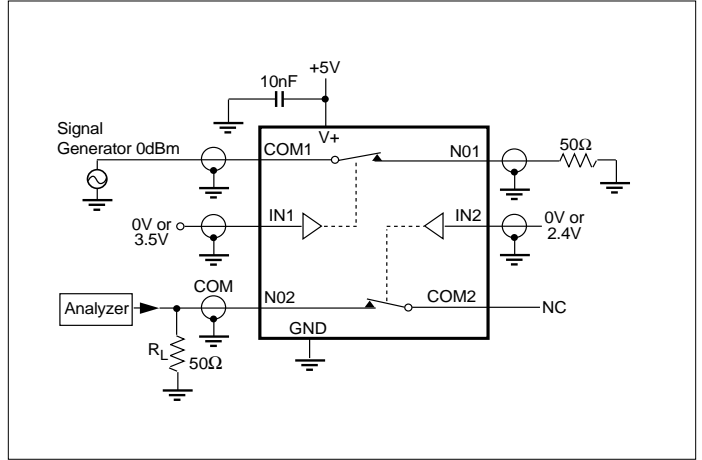 +5V
10nF
V+
Signal
Generator 0dBm
COM1
N01
50Ω
0V or
3.5V
IN1
IN2
0V or
2.4V
Analyzer
COM
N02
COM2
NC
GND
RL
50Ω